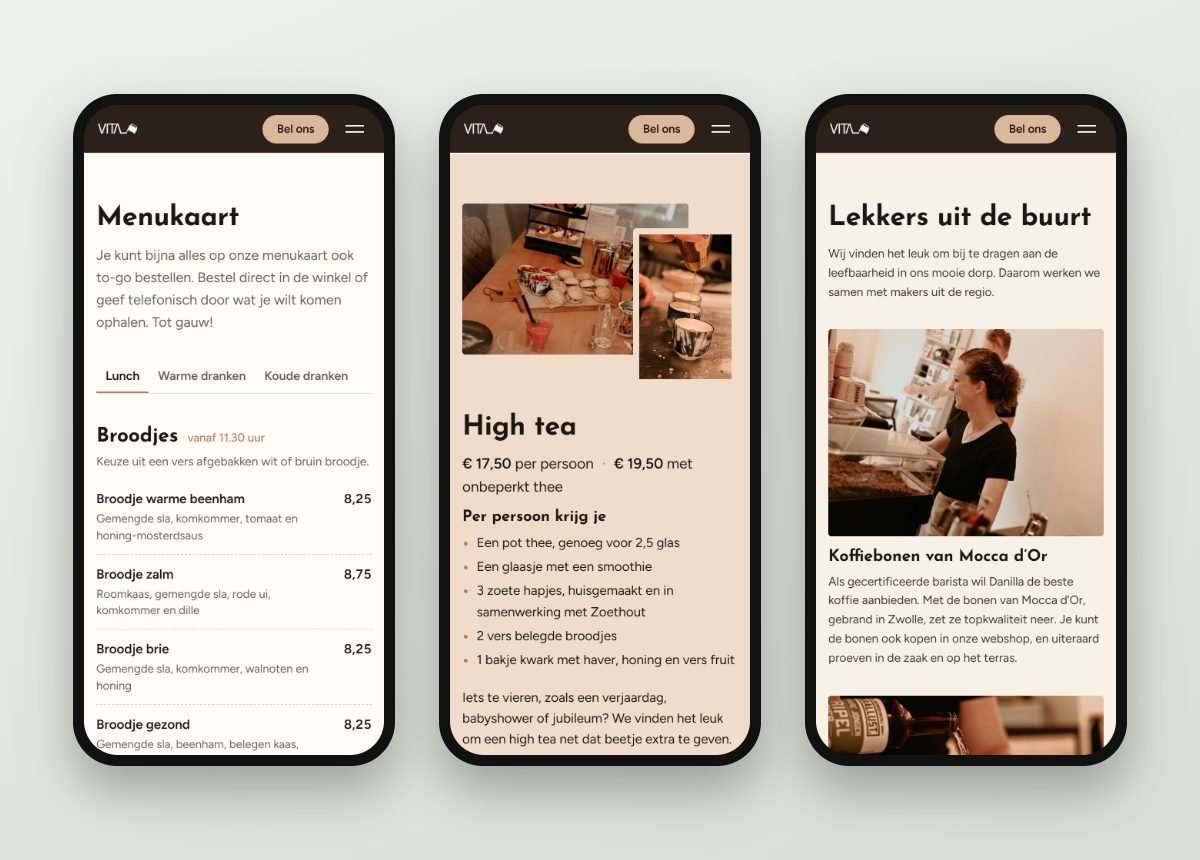 VITA
Bel ons
Menukaart
Je kunt bijna alles op onze menukaart ook
to-go bestellen. Bestel direct in de winkel of
geef telefonisch door wat je wilt komen
ophalen. Tot gauw!
Lunch Warme dranken Koude dranken
Broodjes vanaf 11.30 uur
Keuze uit een vers afgebakken wit of bruin broodje.
Broodje warme beenham 8,25
Gemengde sla, komkommer, tomaat en
honing-mosterdsaus
Broodje zalm 8,75
Roomkaas, gemengde sla, rode ui,
komkommer en dille
Broodje brie 8,25
Gemengde sla, komkommer, walnoten en
honing
Broodje gezond 8,25
Gemengde sla, beenham, belegen kaas,
VITA
Bel ons
High tea
€ 17,50 per persoon · € 19,50 met
onbeperkt thee
Per persoon krijg je
• Een pot thee, genoeg voor 2,5 glas
• Een glaasje met een smoothie
• 3 zoete hapjes, huisgemaakt en in
samenwerking met Zoethout
• 2 vers belegde broodjes
• 1 bakje kwark met haver, honing en vers fruit
Iets te vieren, zoals een verjaardag,
babyshower of jubileum? We vinden het leuk
om een high tea net dat beetje extra te geven.
VITA
Bel ons
Lekkers uit de buurt
Wij vinden het leuk om bij te dragen aan de
leefbaarheid in ons mooie dorp. Daarom werken we
samen met makers uit de regio.
Koffiebonen van Mocca d'Or
Als gecertificeerde barista wil Danilla de beste
koffie aanbieden. Met de bonen van Mocca d'Or,
gebrand in Zwolle, zet ze topkwaliteit neer. Je kunt
de bonen ook kopen in onze webshop, en uiteraard
proeven in de zaak en op het terras.